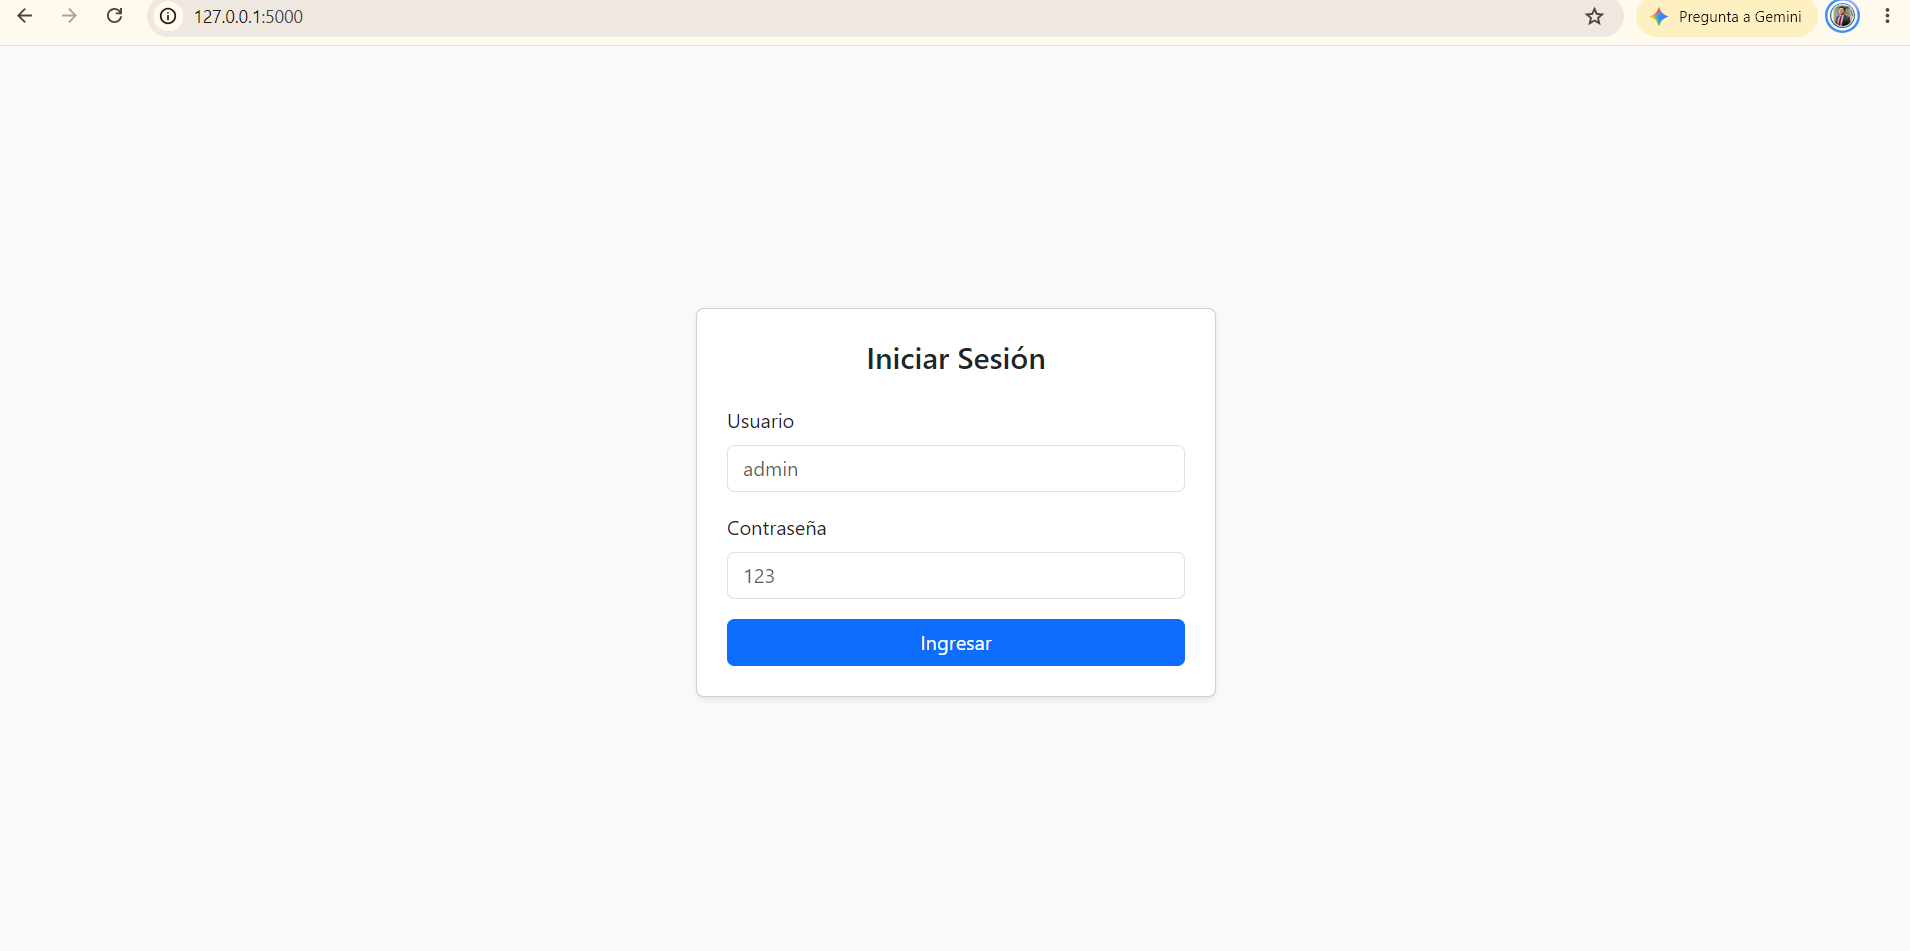 127.0.0.1:5000
Pregunta a Gemini
Iniciar Sesión
Usuario
admin
Contraseña
123
Ingresar